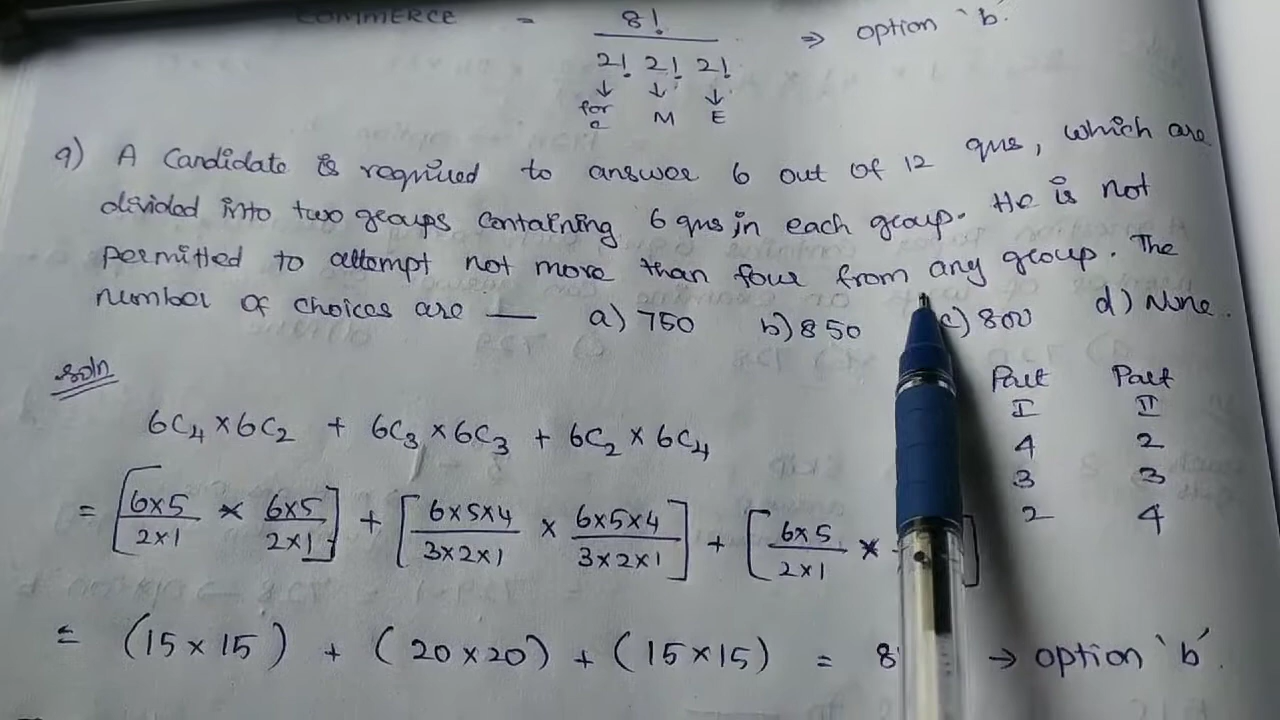 COMMERCE = 8! / 2! 2! 2! ⇒ option 'b'.
↓ ↓ ↓
for M E
9) A Candidate is required to answer 6 out of 12 qns, which are
divided into two groups containing 6 qns in each group. He is not
permitted to attempt not more than four from any group. The
number of choices are — a) 750 b) 850 c) 800 d) None.
Soln
Part Part
I II
6C₄ × 6C₂ + 6C₃ × 6C₃ + 6C₂ × 6C₄
4 2
3 3
2 4
= [6×5 / 2×1 × 6×5 / 2×1] + [6×5×4 / 3×2×1 × 6×5×4 / 3×2×1] + [6×5 / 2×1 × ]
= (15×15) + (20×20) + (15×15) = 8 → option 'b'.